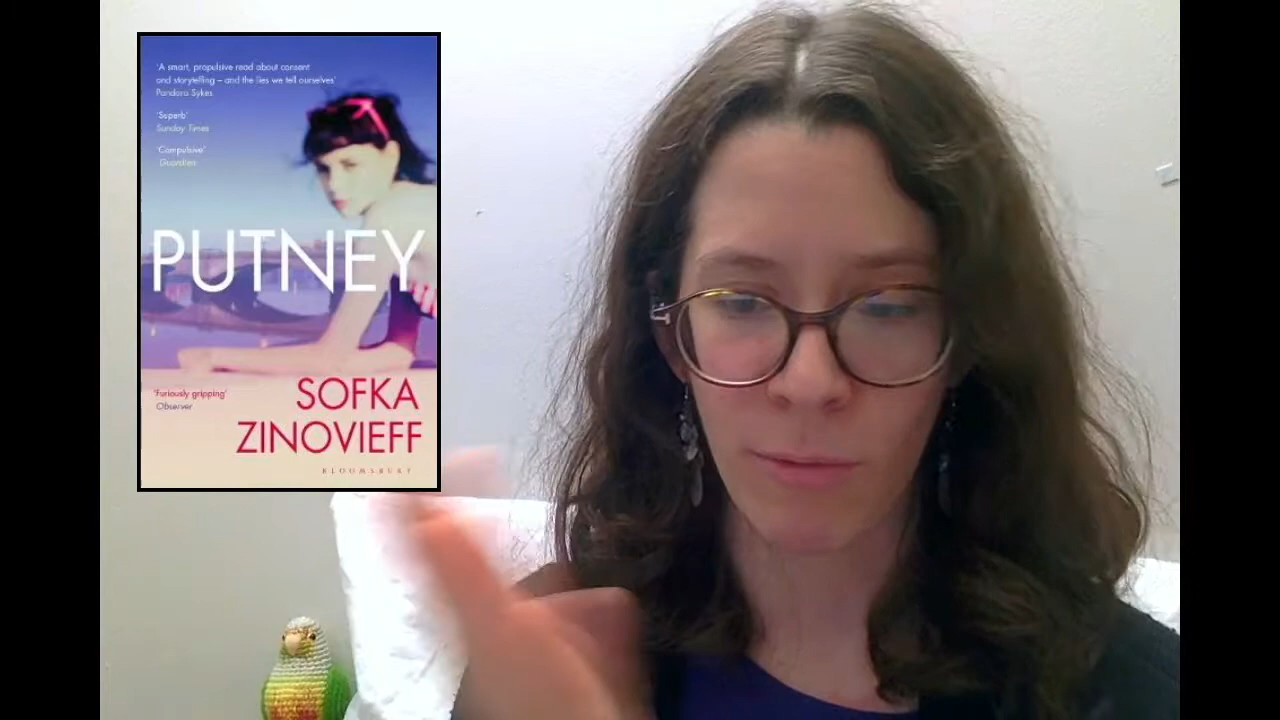 'A smart, propulsive read about consent
and storytelling – and the lies we tell ourselves'
Pandora Sykes
'Superb'
Sunday Times
'Compulsive'
Guardian
PUTNEY
'Furiously gripping'
Observer
SOFKA
ZINOVIEFF
BLOOMSBURY